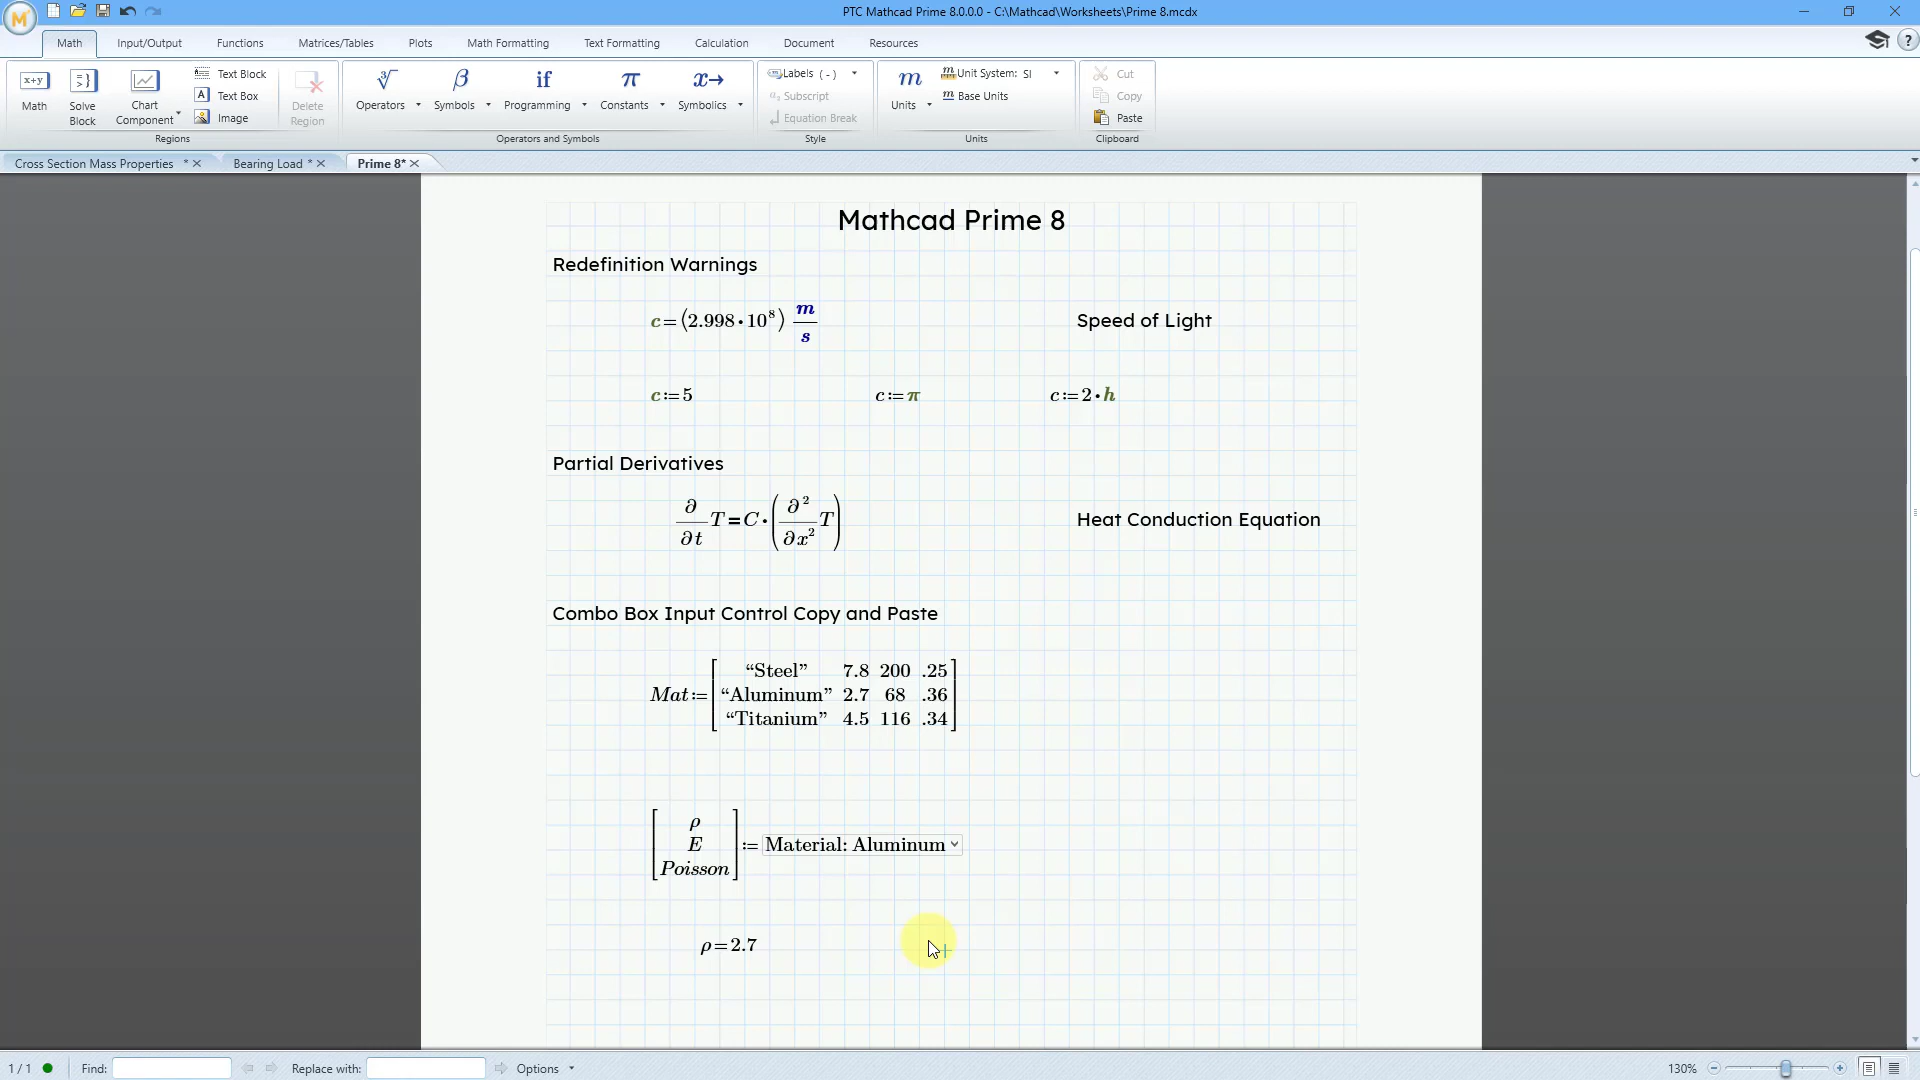 PTC Mathcad Prime 8.0.0.0 - C:\Mathcad\Worksheets\Prime 8.mcdx
Math Input/Output Functions Matrices/Tables Plots Math Formatting Text Formatting Calculation Document Resources
Math
Solve Block
Chart Component
Text Block
Text Box
Image
Delete Region
Regions
Operators
Symbols
Programming
Constants
Symbolics
Operators and Symbols
Labels ( - )
Subscript
Equation Break
Style
Units
Unit System: SI
Base Units
Units
Cut
Copy
Paste
Clipboard
Cross Section Mass Properties *
Bearing Load *
Prime 8*
Mathcad Prime 8
Redefinition Warnings
c=(2.998·10⁸) m/s
Speed of Light
c:=5 c:=π c:=2·h
Partial Derivatives
∂/∂t T=C·(∂²/∂x² T)
Heat Conduction Equation
Combo Box Input Control Copy and Paste
“Steel” 7.8 200 .25
Mat:= “Aluminum” 2.7 68 .36
“Titanium” 4.5 116 .34
ρ
E := Material: Aluminum
Poisson
ρ=2.7
1 / 1 Find: Replace with: Options 130%